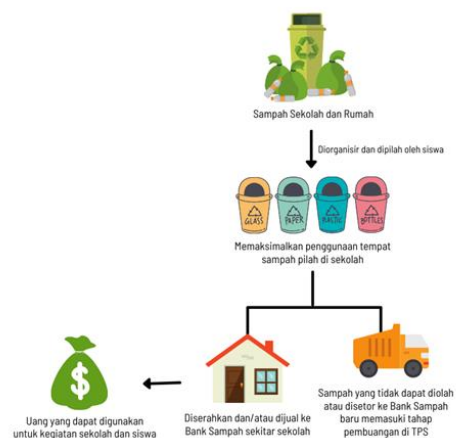 Sampah Sekolah dan Rumah
Diorganisir dan dipilah oleh siswa
GLASS
PAPER
PLASTIC
BOTTLES
Memaksimalkan penggunaan tempat
sampah pilah di sekolah
$
Uang yang dapat digunakan
untuk kegiatan sekolah dan siswa
Diserahkan dan/atau dijual ke
Bank Sampah sekitar sekolah
Sampah yang tidak dapat diolah
atau disetor ke Bank Sampah
baru memasuki tahap
pembuangan di TPS